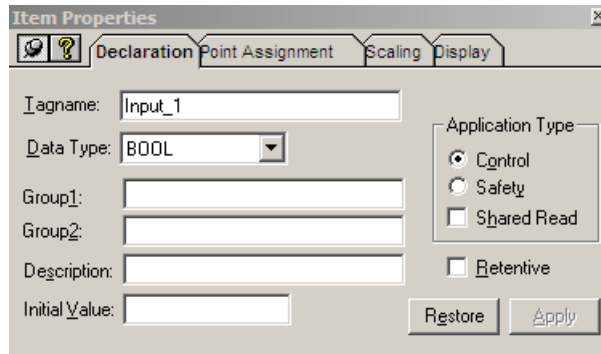 Item Properties
? Declaration Point Assignment Scaling Display
Tagname: Input_1
Data Type: BOOL
Application Type
Control
Safety
Shared Read
Group1:
Group2:
Description:
Retentive
Initial Value:
Restore Apply